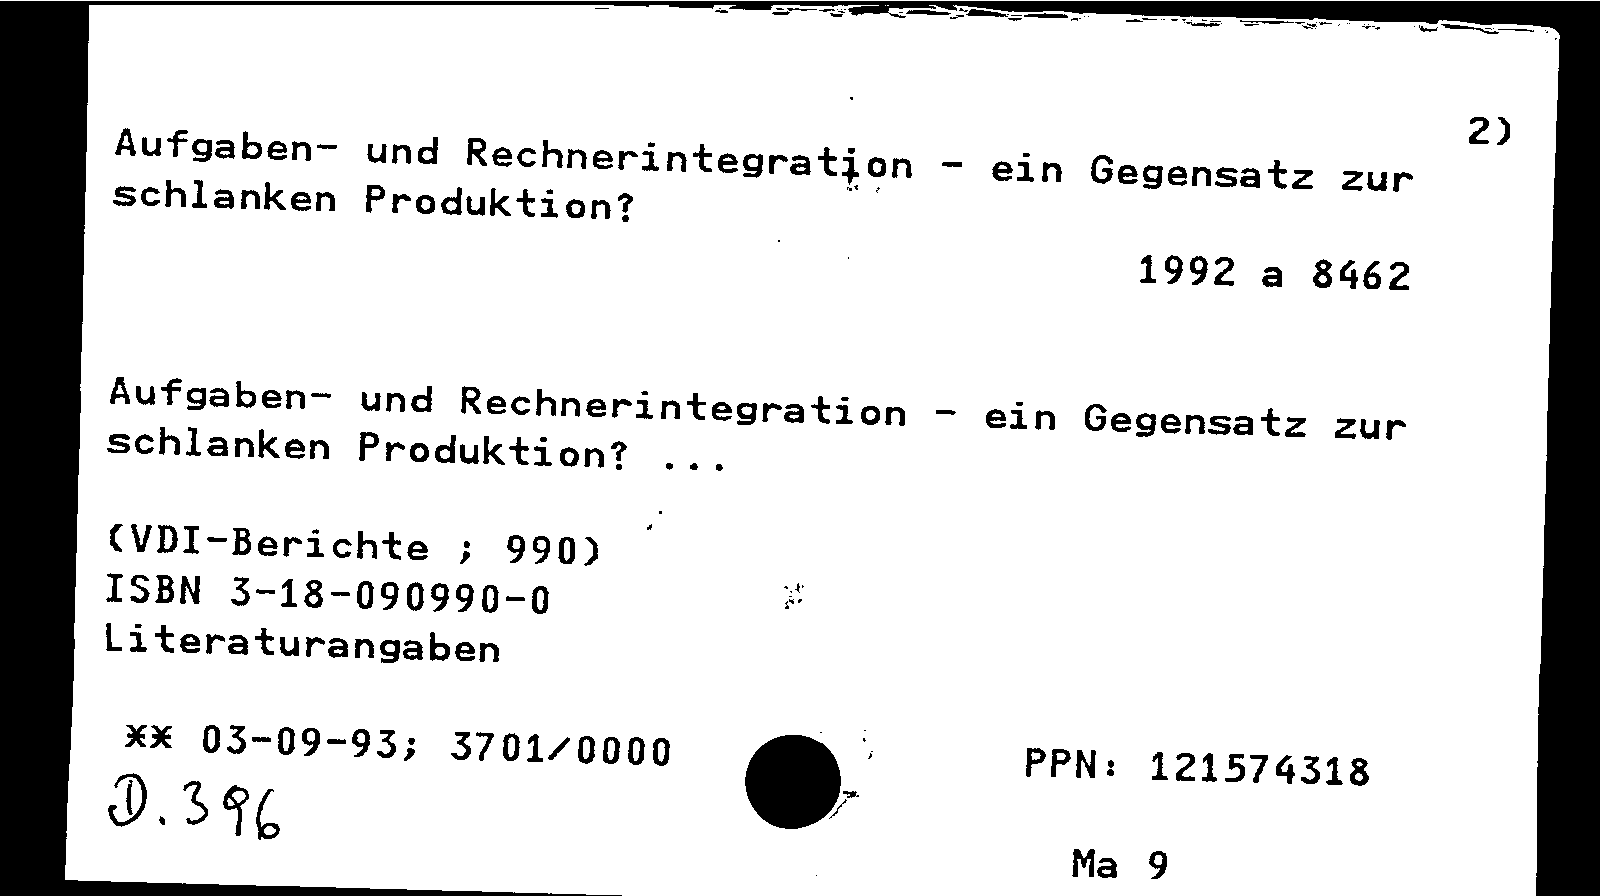 2)
Aufgaben- und Rechnerintegration - ein Gegensatz zur
schlanken Produktion?
1992 a 8462
Aufgaben- und Rechnerintegration - ein Gegensatz zur
schlanken Produktion? ...
(VDI-Berichte ; 990)
ISBN 3-18-090990-0
Literaturangaben
** 03-09-93; 3701/0000
PPN: 121574318
D.396
Ma 9